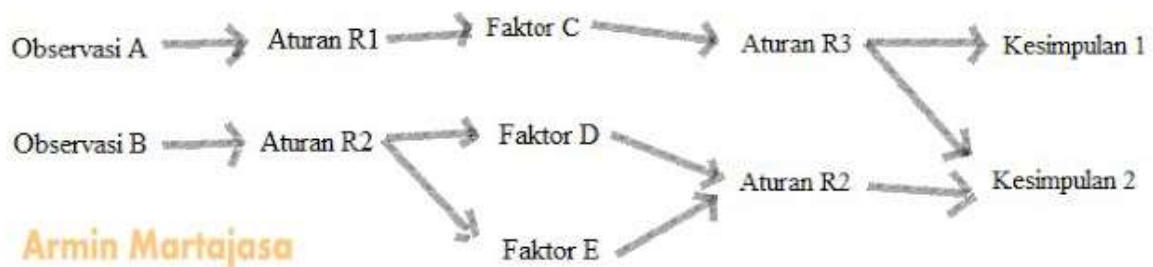 Observasi A
Aturan R1
Faktor C
Aturan R3
Kesimpulan 1
Observasi B
Aturan R2
Faktor D
Aturan R2
Kesimpulan 2
Faktor E
Armin Martajasa